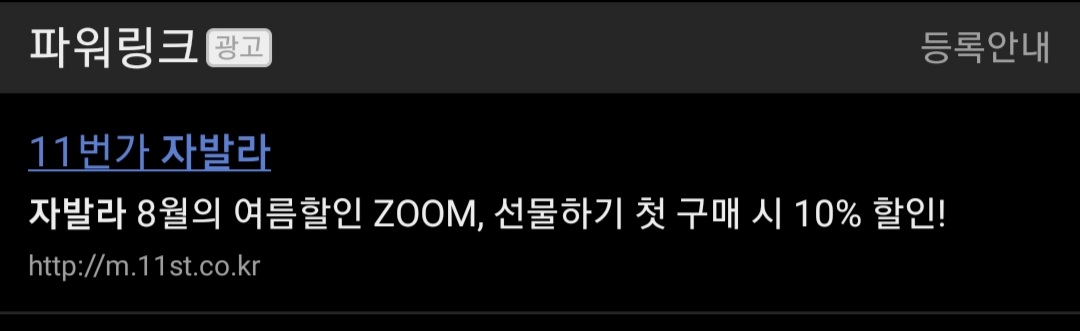 파워링크 광고 등록안내
11번가 자발라
자발라 8월의 여름할인 ZOOM, 선물하기 첫 구매 시 10% 할인!
http://m.11st.co.kr